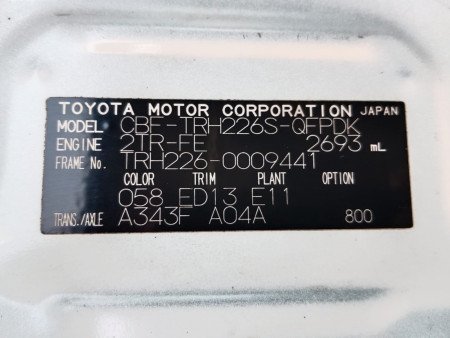 TOYOTA MOTOR CORPORATION JAPAN
MODEL CBF-TRH226S-QFPDK
ENGINE 2TR-FE 2693 mL
FRAME No. TRH226-0009441
COLOR TRIM PLANT OPTION
058 ED13 E11
TRANS./AXLE A343F A04A 800